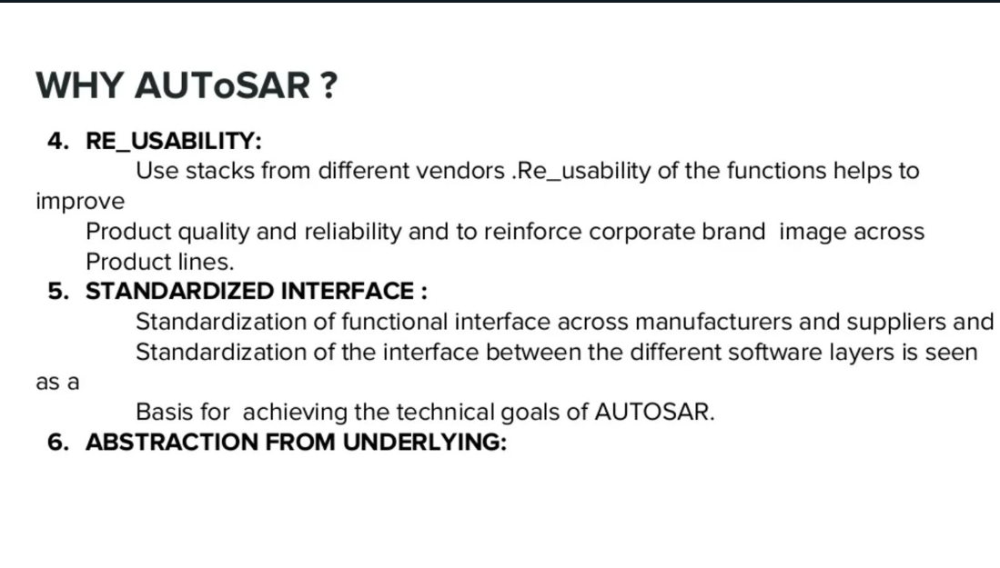 WHY AUToSAR ?
4. RE_USABILITY:
Use stacks from different vendors .Re_usability of the functions helps to
improve
Product quality and reliability and to reinforce corporate brand  image across
Product lines.
5. STANDARDIZED INTERFACE :
Standardization of functional interface across manufacturers and suppliers and
Standardization of the interface between the different software layers is seen
as a
Basis for  achieving the technical goals of AUTOSAR.
6. ABSTRACTION FROM UNDERLYING: